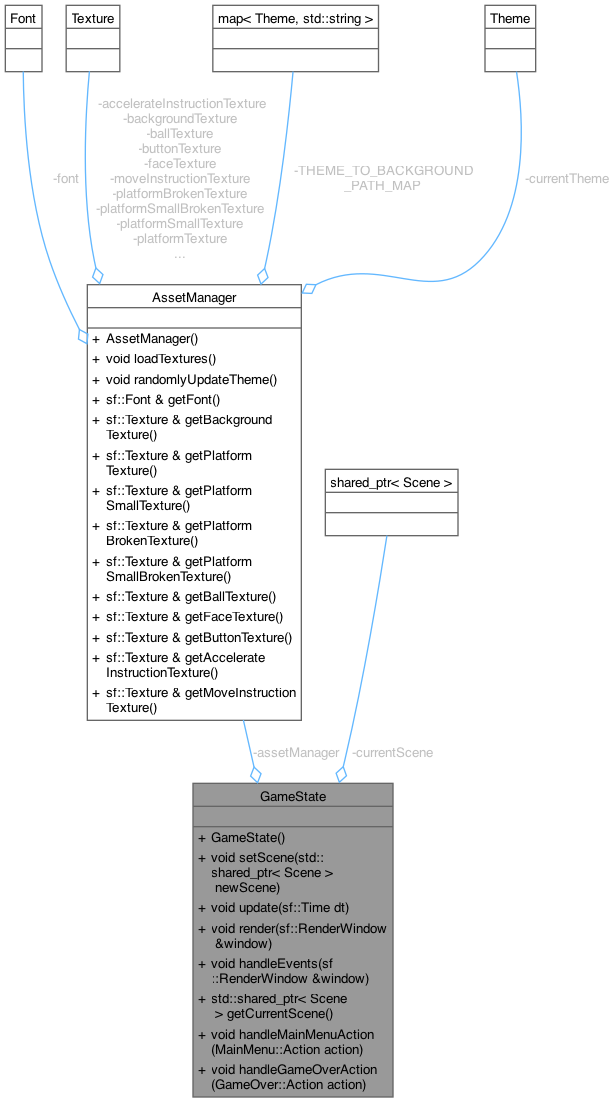 Font
Texture
map< Theme, std::string >
Theme
-accelerateInstructionTexture
-backgroundTexture
-ballTexture
-buttonTexture
-faceTexture
-moveInstructionTexture
-platformBrokenTexture
-platformSmallBrokenTexture
-platformSmallTexture
-platformTexture
...
-font
-THEME_TO_BACKGROUND
_PATH_MAP
-currentTheme
AssetManager
+ AssetManager()
+ void loadTextures()
+ void randomlyUpdateTheme()
+ sf::Font & getFont()
+ sf::Texture & getBackground
Texture()
+ sf::Texture & getPlatform
Texture()
+ sf::Texture & getPlatform
SmallTexture()
+ sf::Texture & getPlatform
BrokenTexture()
+ sf::Texture & getPlatform
SmallBrokenTexture()
+ sf::Texture & getBallTexture()
+ sf::Texture & getFaceTexture()
+ sf::Texture & getButtonTexture()
+ sf::Texture & getAccelerate
InstructionTexture()
+ sf::Texture & getMoveInstruction
Texture()
shared_ptr< Scene >
-assetManager
-currentScene
GameState
+ GameState()
+ void setScene(std::
shared_ptr< Scene >
newScene)
+ void update(sf::Time dt)
+ void render(sf::RenderWindow
&window)
+ void handleEvents(sf
::RenderWindow &window)
+ std::shared_ptr< Scene
> getCurrentScene()
+ void handleMainMenuAction
(MainMenu::Action action)
+ void handleGameOverAction
(GameOver::Action action)